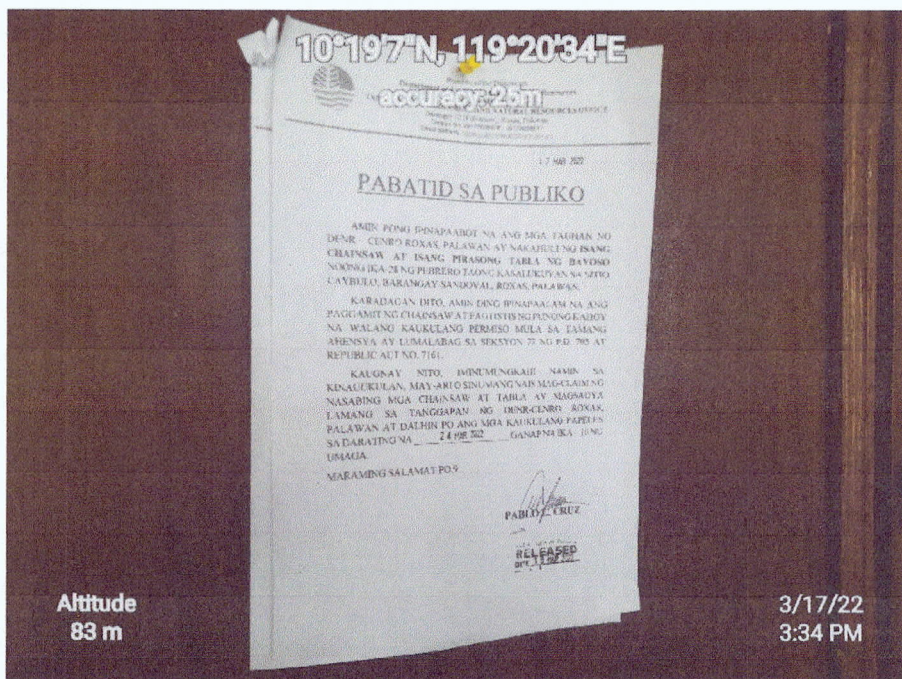 10°19'7"N, 119°20'34"E
accuracy: 25m
NATURAL RESOURCES OFFICE
17 MAR 2022
PABATID SA PUBLIKO
AMIN PONG IPINAPAABOT NA ANG MGA TAUHAN NG
DENR - CENRO ROXAS, PALAWAN AY NAKAHULI NG ISANG
CHAINSAW AT ISANG PIRASONG TABLA NG BAYOSO
NOONG IKA-28 NG PEBRERO TAONG KASALUKUYAN SA SITIO
CAYBULO, BARANGAY SANDOVAL, ROXAS, PALAWAN.
KARADAGAN DITO, AMIN DING IPINAPAALAM NA ANG
PAGGAMIT NG CHAINSAW AT PAGTISTIS NG PUNONG KAHOY
NA WALANG KAUKULANG PERMISO MULA SA TAMANG
AHENSYA AY LUMALABAG SA SEKSYON 77 NG P.D. 705 AT
REPUBLIC ACT NO. 7161.
KAUGNAY NITO, IMINUMUNGKAHI NAMIN SA
KINAUUKULAN, MAY-ARI O SINUMANG NAIS MAG-CLAIM NG
NASABING MGA CHAINSAW AT TABLA AY MAGSADYA
LAMANG SA TANGGAPAN NG DENR-CENRO ROXAS,
PALAWAN AT DALHIN PO ANG MGA KAUKULANG PAPELES
SA DARATING NA 24 MAR 2022 GANAP NA IKA- 10 NG
UMAGA.
MARAMING SALAMAT PO.
PABLO L. CRUZ
RELEASED
Altitude
83 m
3/17/22
3:34 PM